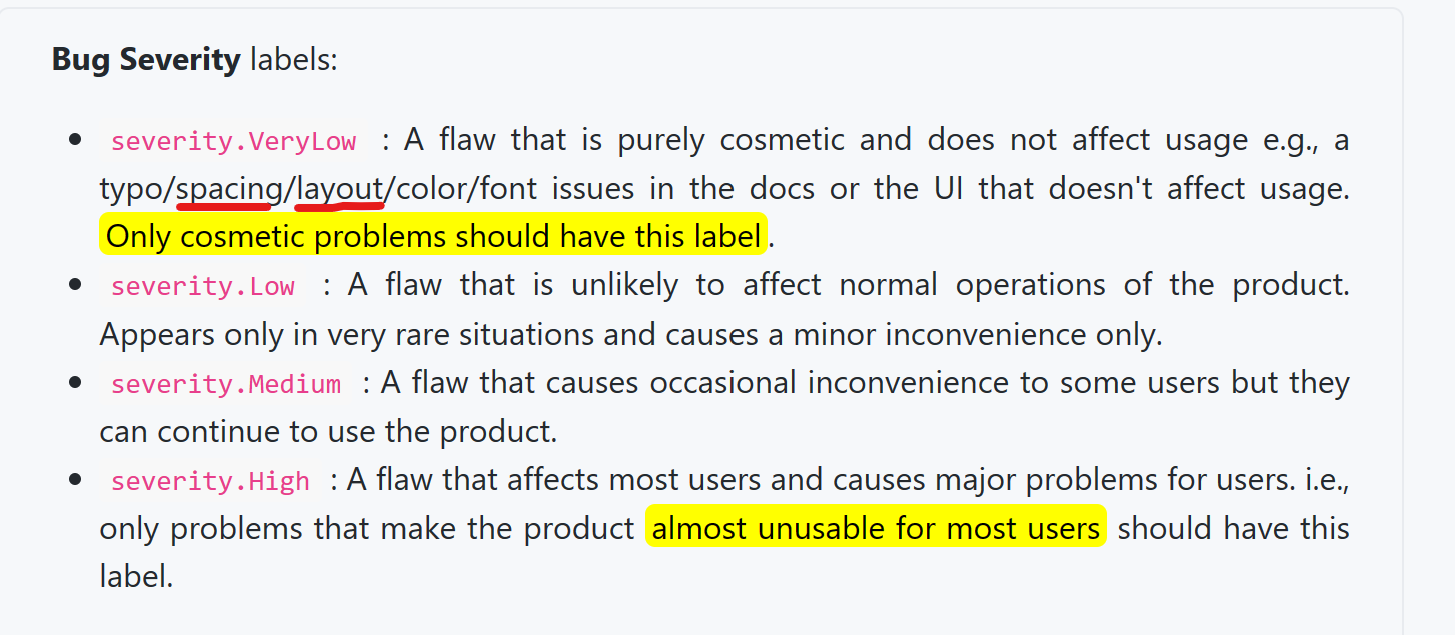 Bug Severity labels:
severity.VeryLow : A flaw that is purely cosmetic and does not affect usage e.g., a
typo/spacing/layout/color/font issues in the docs or the UI that doesn't affect usage.
Only cosmetic problems should have this label.
severity.Low : A flaw that is unlikely to affect normal operations of the product.
Appears only in very rare situations and causes a minor inconvenience only.
severity.Medium : A flaw that causes occasional inconvenience to some users but they
can continue to use the product.
severity.High : A flaw that affects most users and causes major problems for users. i.e.,
only problems that make the product almost unusable for most users should have this
label.